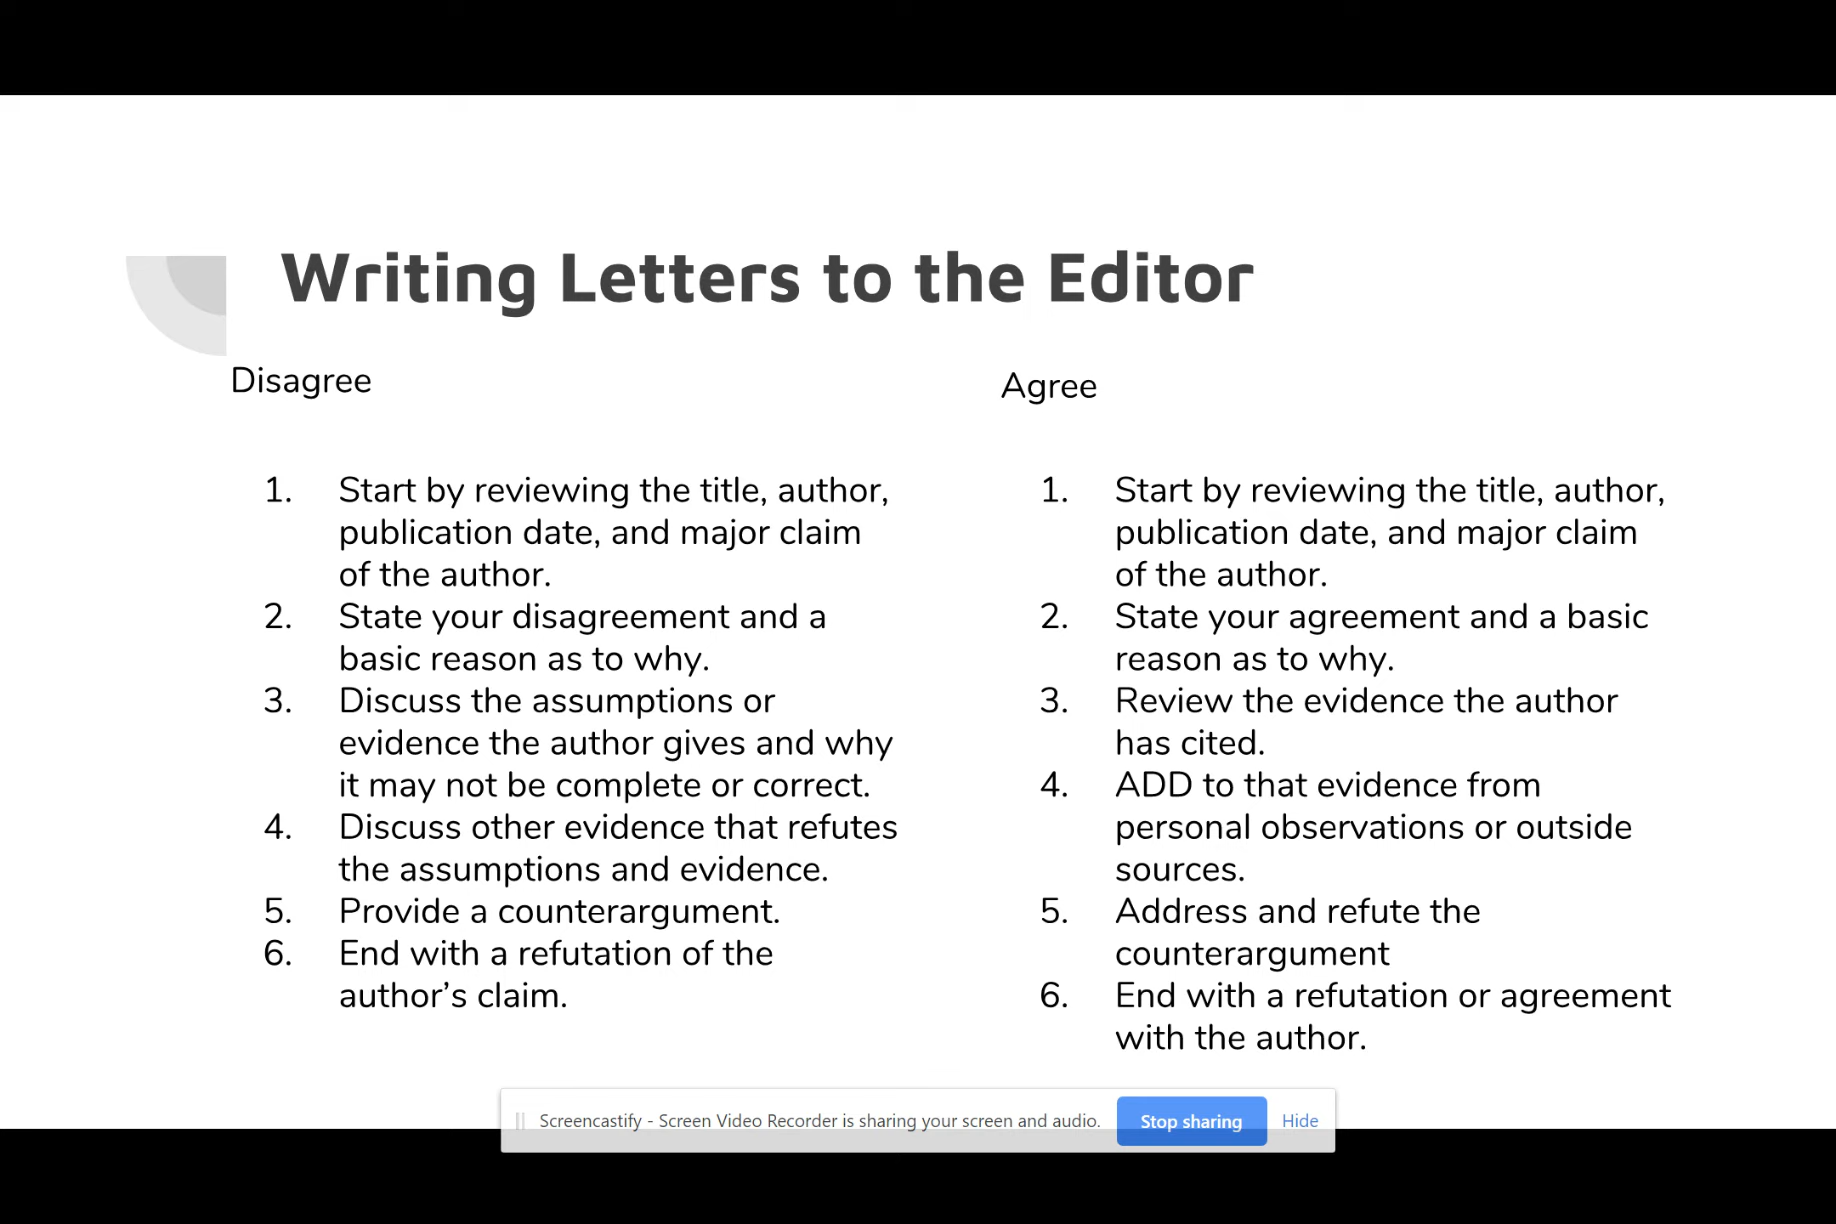 Writing Letters to the Editor
Disagree
1. Start by reviewing the title, author,
publication date, and major claim
of the author.
2. State your disagreement and a
basic reason as to why.
3. Discuss the assumptions or
evidence the author gives and why
it may not be complete or correct.
4. Discuss other evidence that refutes
the assumptions and evidence.
5. Provide a counterargument.
6. End with a refutation of the
author’s claim.
Agree
1. Start by reviewing the title, author,
publication date, and major claim
of the author.
2. State your agreement and a basic
reason as to why.
3. Review the evidence the author
has cited.
4. ADD to that evidence from
personal observations or outside
sources.
5. Address and refute the
counterargument
6. End with a refutation or agreement
with the author.
Screencastify - Screen Video Recorder is sharing your screen and audio. Stop sharing Hide